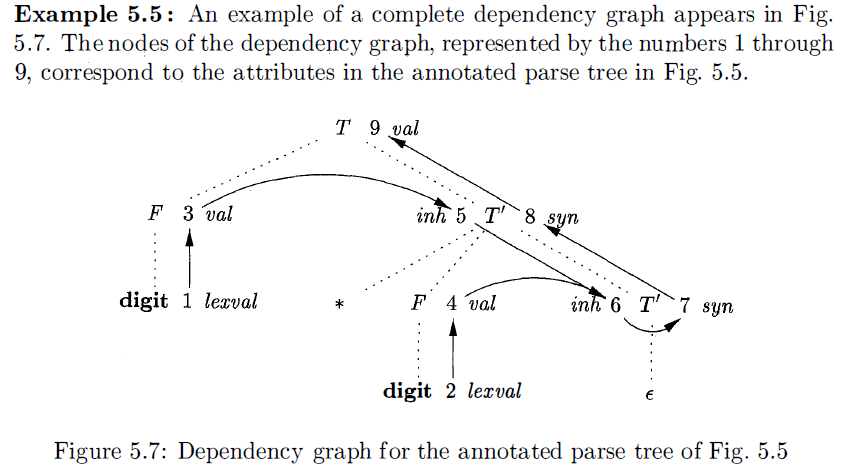 Example 5.5: An example of a complete dependency graph appears in Fig.
5.7. The nodes of the dependency graph, represented by the numbers 1 through
9, correspond to the attributes in the annotated parse tree in Fig. 5.5.
T 9 val
F 3 val inh 5 T′ 8 syn
digit 1 lexval * F 4 val inh 6 T′ 7 syn
digit 2 lexval ϵ
Figure 5.7: Dependency graph for the annotated parse tree of Fig. 5.5